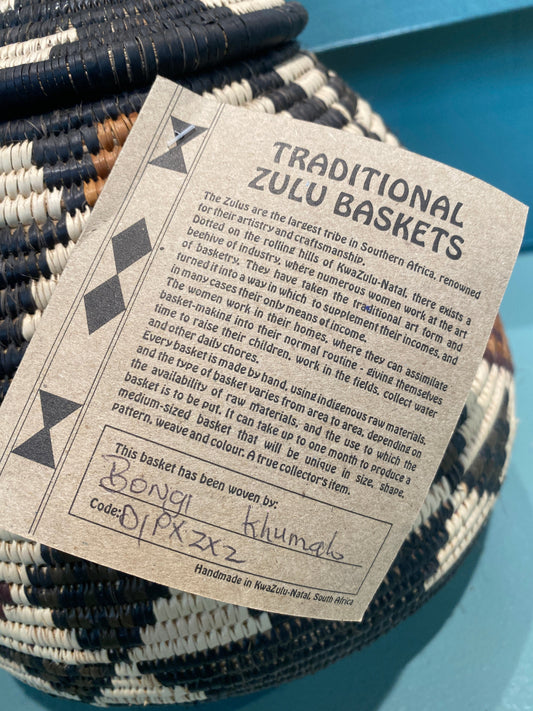 TRADITIONAL
ZULU BASKETS
The Zulus are the largest tribe in Southern Africa, renowned
for their artistry and craftsmanship.
Dotted on the rolling hills of KwaZulu-Natal, there exists a
beehive of industry, where numerous women work at the art
of basketry. They have taken the traditional art form and
turned it into a way in which to supplement their incomes, and
in many cases their only means of income.
The women work in their homes, where they can assimilate
basket-making into their normal routine - giving themselves
time to raise their children, work in the fields, collect water
and other daily chores.
Every basket is made by hand, using indigenous raw materials,
and the type of basket varies from area to area, depending on
the availability of raw materials, and the use to which the
basket is to be put. It can take up to one month to produce a
medium-sized basket that will be unique in size, shape,
pattern, weave and colour. A true collector's item.
This basket has been woven by:
Bongi Khumalo
Code: D1PX2X2
Handmade in KwaZulu-Natal, South Africa